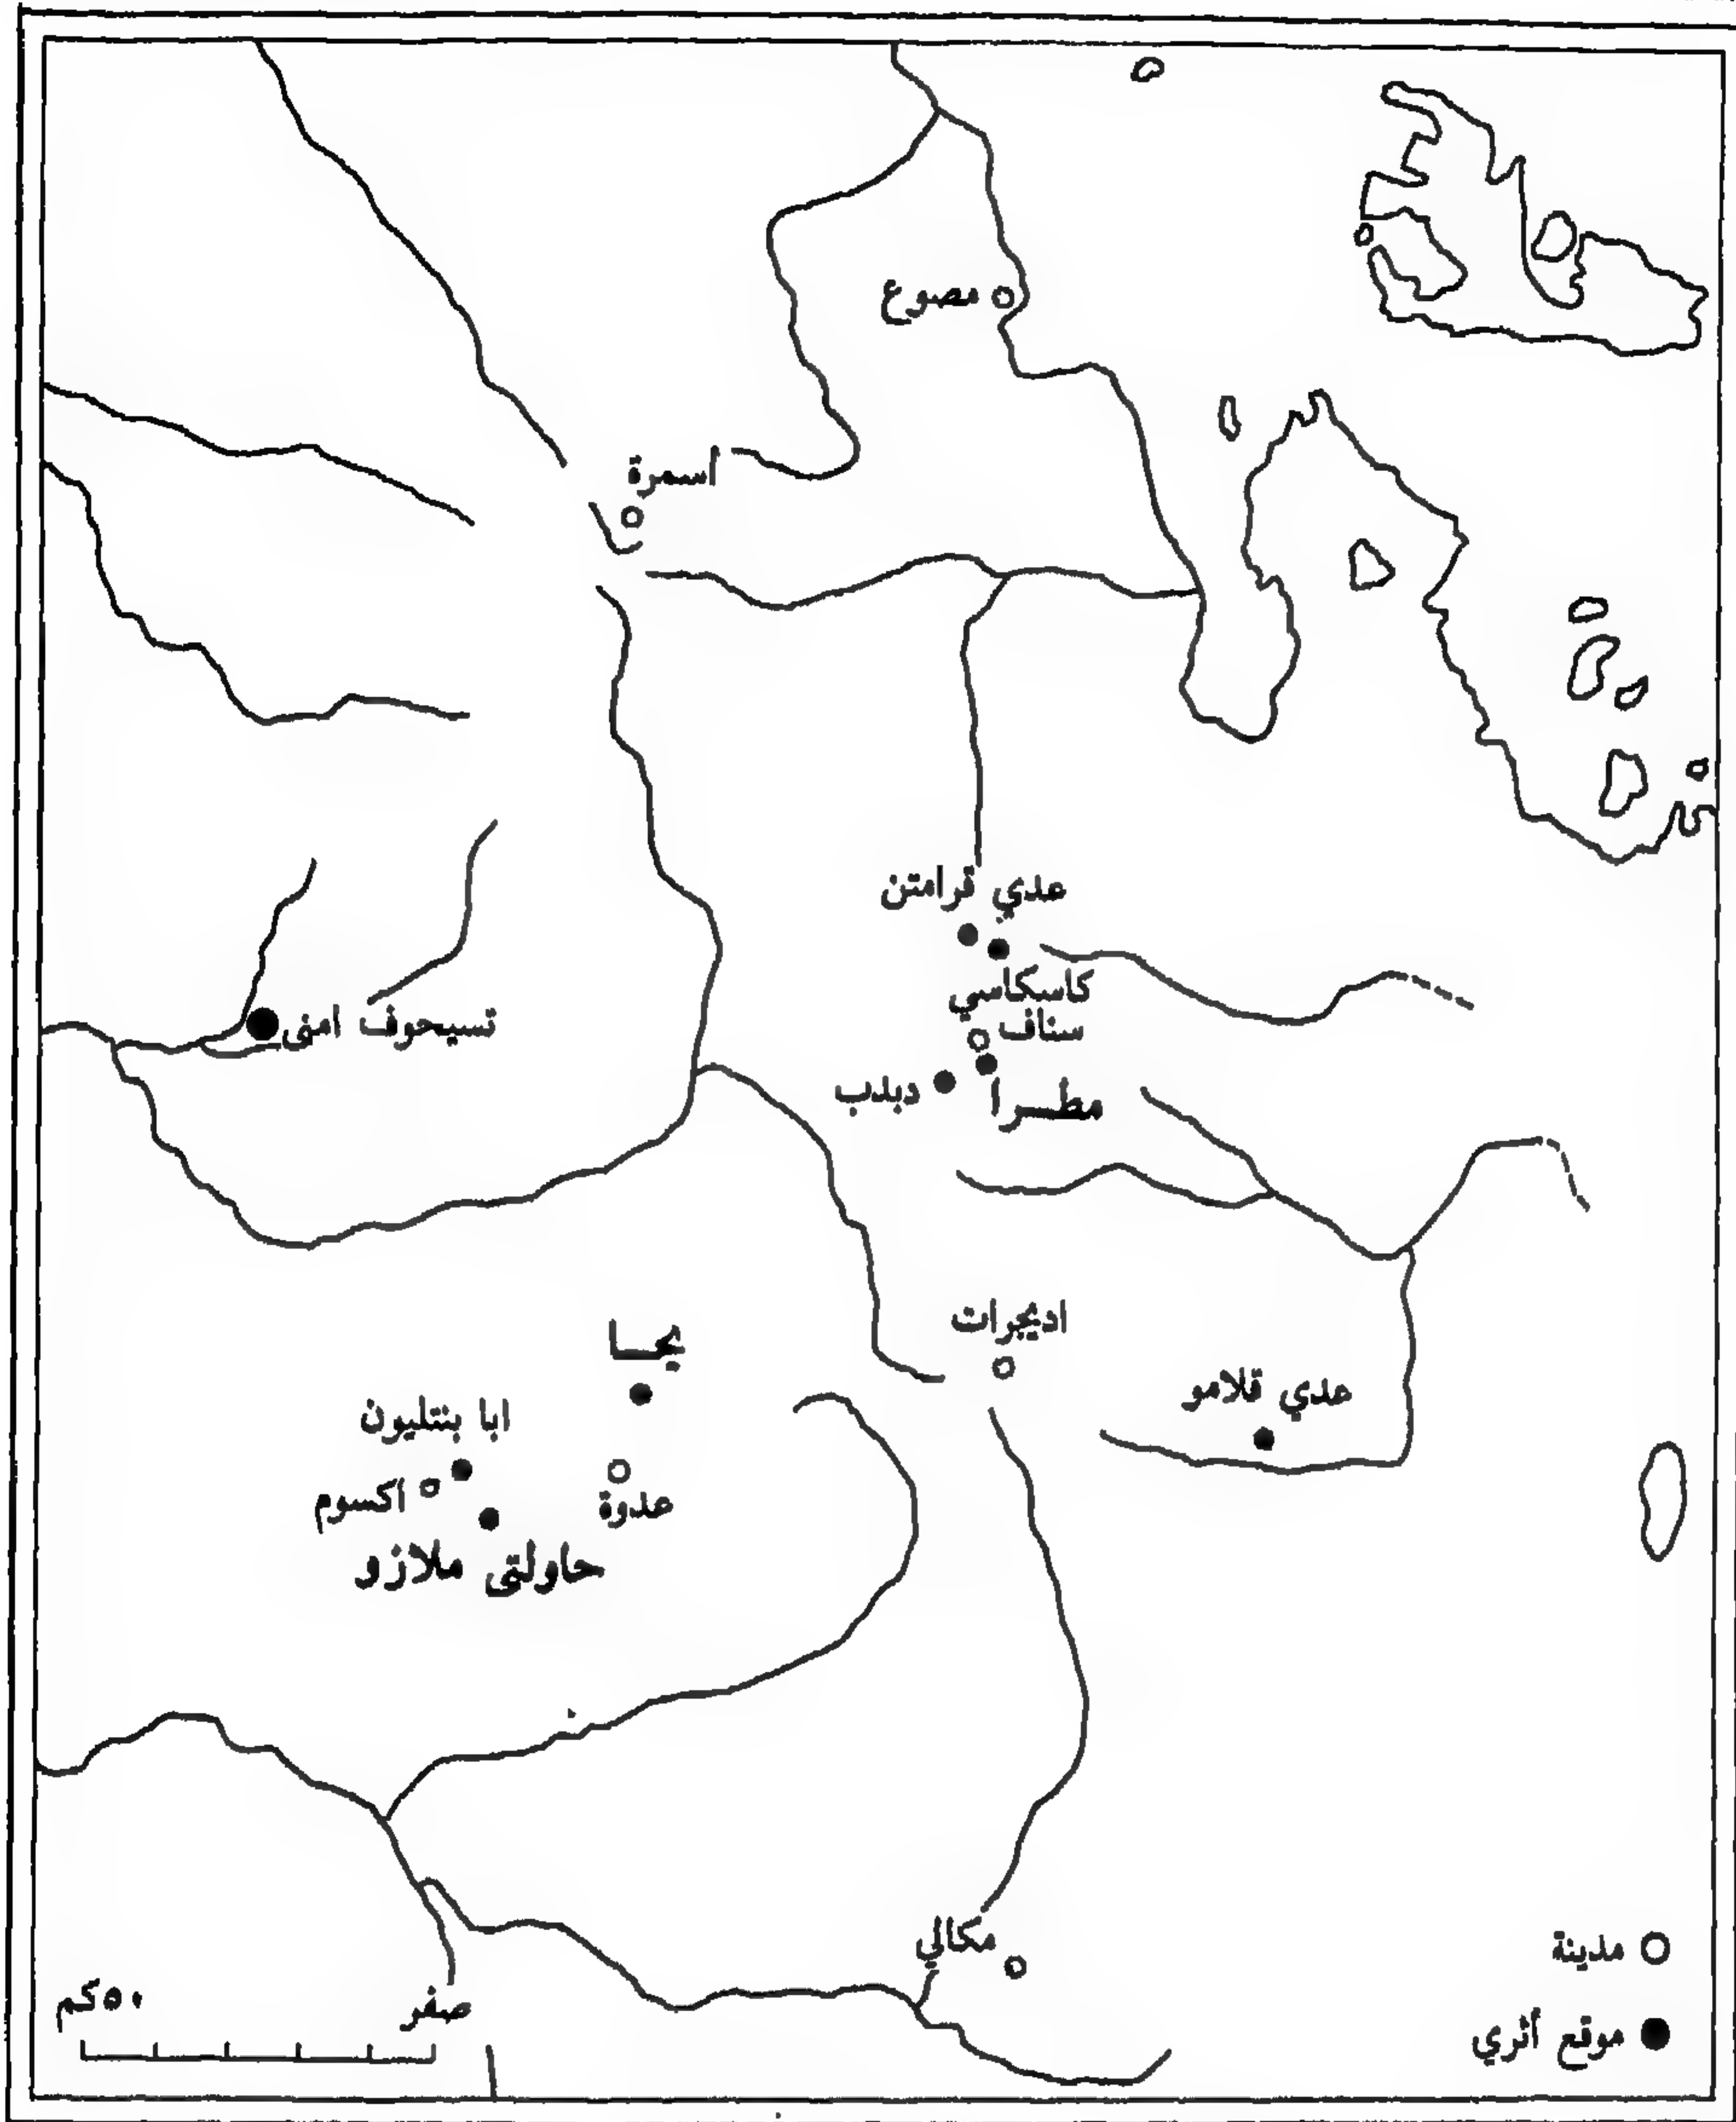 مصوع
اسمرة
عدي قرامتن
كاسكاسي
سناف
تسيحوف امنى
دبدب
مطرا
اديجرات
يحا
عدي قلامو
ابا بنتليون
اكسوم
عدوة
حاولتى ملازو
مكالي
مدينة
٥٠كم
صفر
موقع أثري